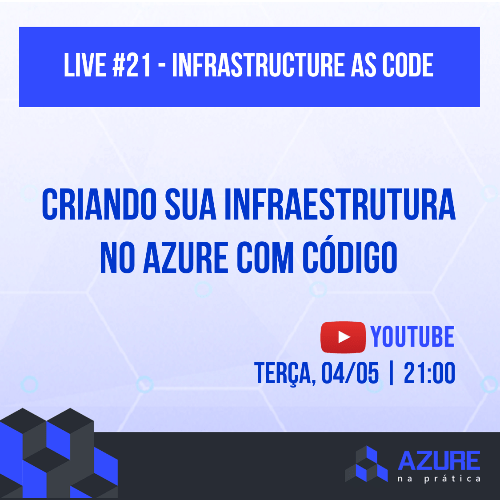 LIVE #21 - INFRASTRUCTURE AS CODE
CRIANDO SUA INFRAESTRUTURA
NO AZURE COM CÓDIGO
YOUTUBE
TERÇA, 04/05 | 21:00
AZURE
na prática